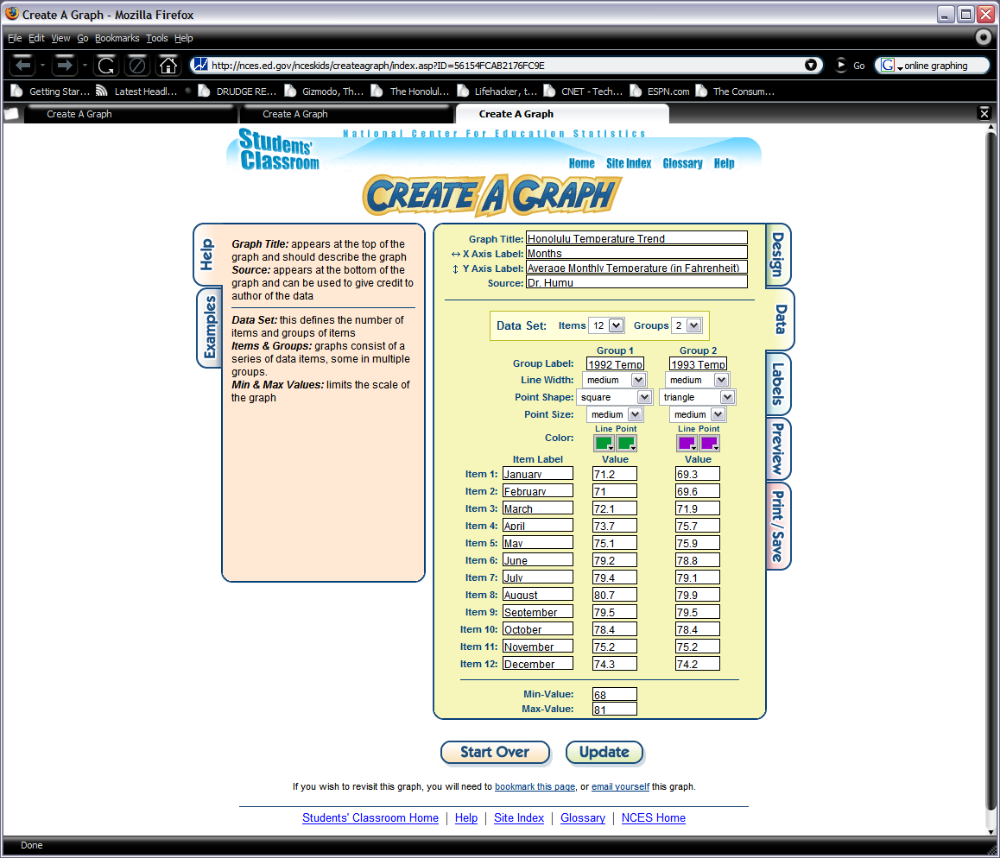 Create A Graph - Mozilla Firefox
File Edit View Go Bookmarks Tools Help
http://nces.ed.gov/nceskids/createagraph/index.asp?ID=56154FCAB2176FC9E Go G online graphing
Getting Star... Latest Headl... DRUDGE RE... Gizmodo, Th... The Honolul... Lifehacker, t... CNET - Tech... ESPN.com The Consum...
Create A Graph Create A Graph Create A Graph
National Center For Education Statistics
Students'
Classroom
Home Site Index Glossary Help
CREATE A GRAPH
Help
Examples
Graph Title: appears at the top of the
graph and should describe the graph
Source: appears at the bottom of the
graph and can be used to give credit to
author of the data
Data Set: this defines the number of
items and groups of items
Items & Groups: graphs consist of a
series of data items, some in multiple
groups.
Min & Max Values: limits the scale of
the graph
Graph Title: Honolulu Temperature Trend
X Axis Label: Months
Y Axis Label: Average Monthly Temperature (in Fahrenheit)
Source: Dr. Humu
Data Set: Items 12 Groups 2
Group 1 Group 2
Group Label: 1992 Temp 1993 Temp
Line Width: medium medium
Point Shape: square triangle
Point Size: medium medium
Line Point Line Point
Color:
Item Label Value Value
Item 1: January 71.2 69.3
Item 2: February 71 69.6
Item 3: March 72.1 71.9
Item 4: April 73.7 75.7
Item 5: May 75.1 75.9
Item 6: June 79.2 78.8
Item 7: July 79.4 79.1
Item 8: August 80.7 79.9
Item 9: September 79.5 79.5
Item 10: October 78.4 78.4
Item 11: November 75.2 75.2
Item 12: December 74.3 74.2
Min-Value: 68
Max-Value: 81
Design
Data
Labels
Preview
Print / Save
Start Over Update
If you wish to revisit this graph, you will need to bookmark this page, or email yourself this graph.
Students' Classroom Home | Help | Site Index | Glossary | NCES Home
Done